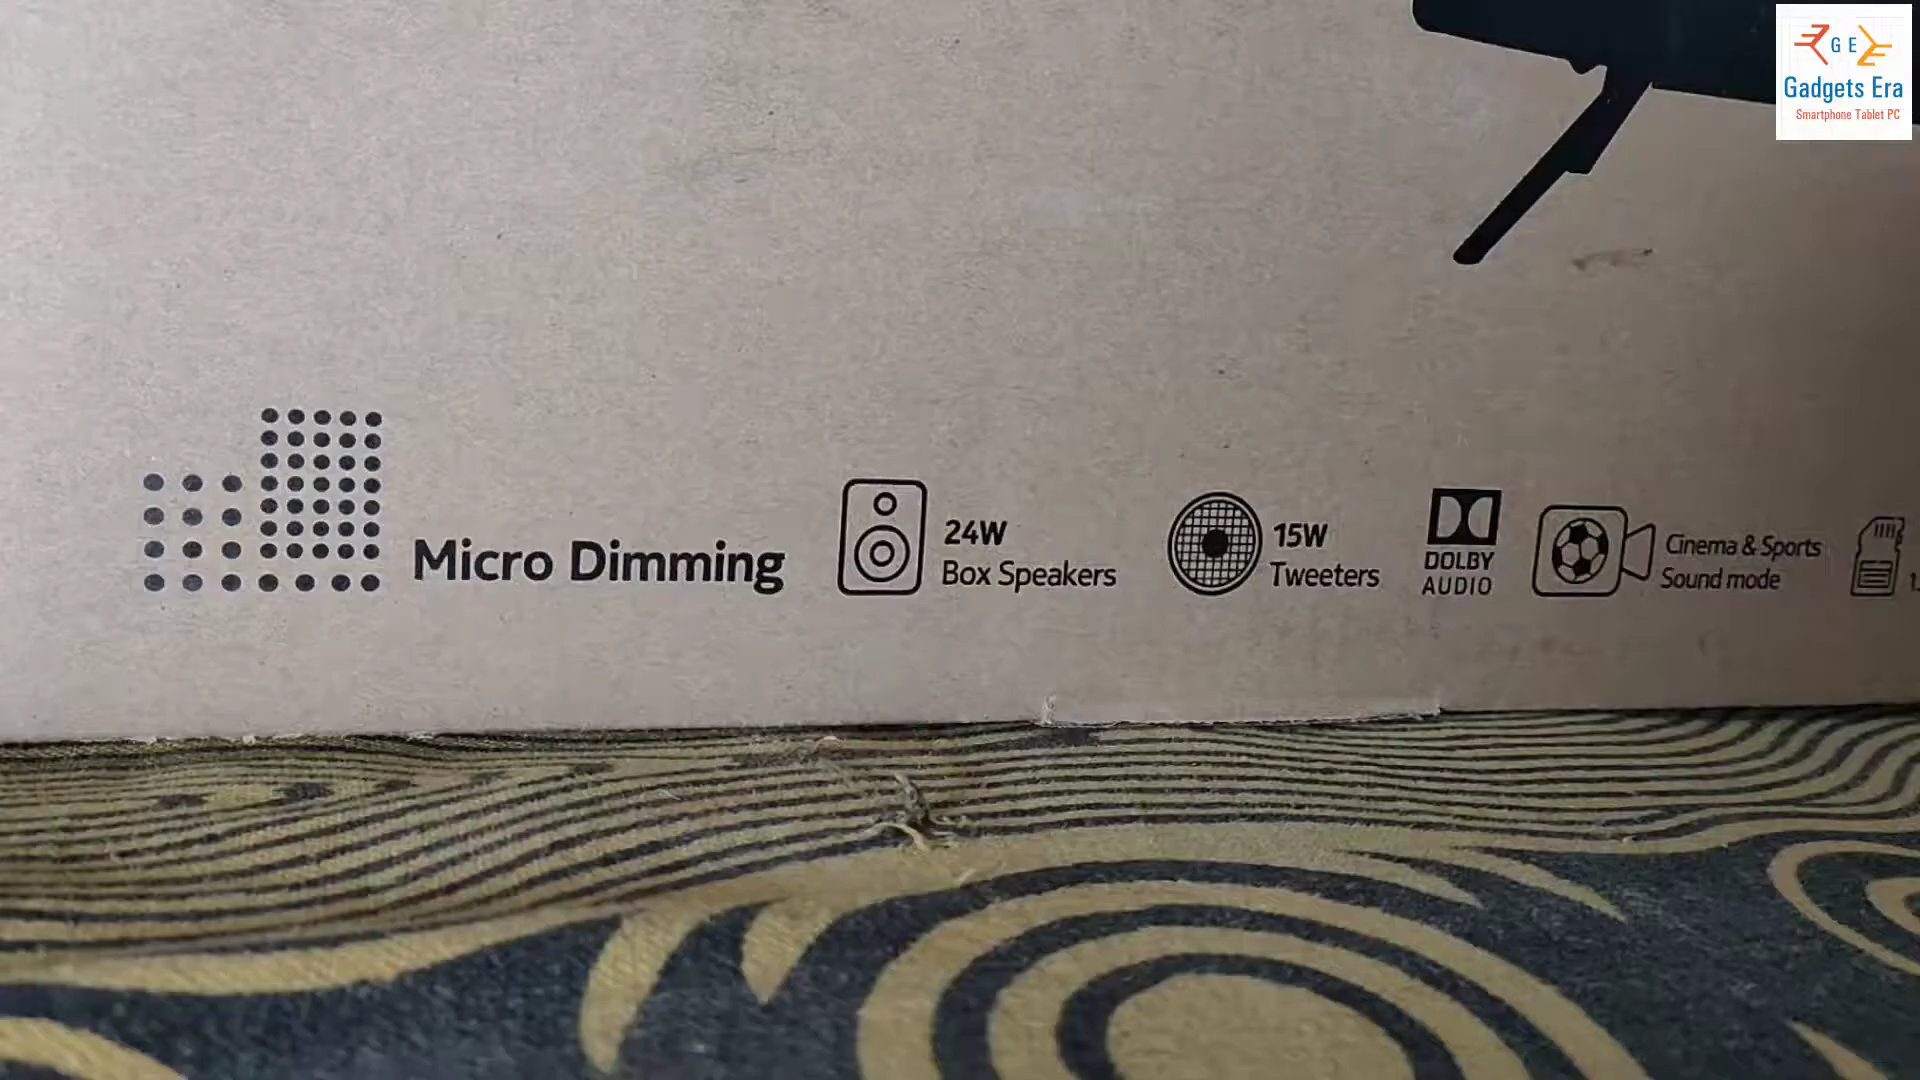 G E
Gadgets Era
Smartphone Tablet PC
Micro Dimming
24W
Box Speakers
15W
Tweeters
DOLBY
AUDIO
Cinema & Sports
Sound mode